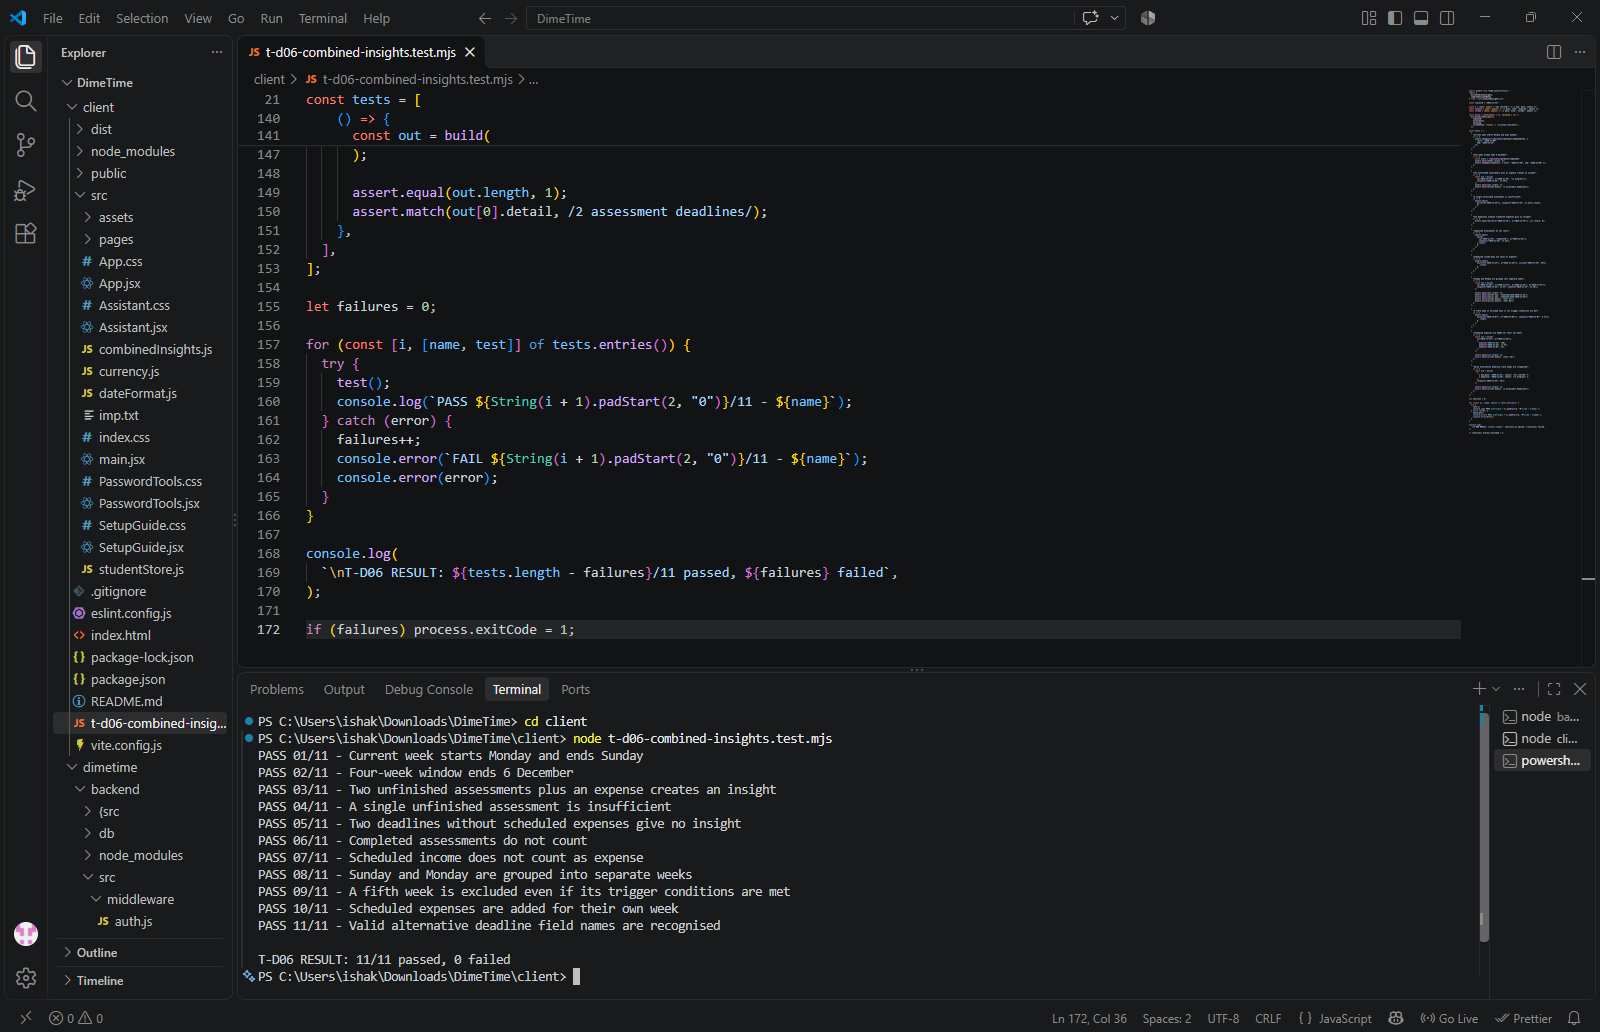 File Edit Selection View Go Run Terminal Help
DimeTime
Explorer
DimeTime
client
dist
node_modules
public
src
assets
pages
# App.css
App.jsx
# Assistant.css
Assistant.jsx
JS combinedInsights.js
JS currency.js
JS dateFormat.js
imp.txt
# index.css
main.jsx
# PasswordTools.css
PasswordTools.jsx
# SetupGuide.css
SetupGuide.jsx
JS studentStore.js
.gitignore
eslint.config.js
<> index.html
{} package-lock.json
{} package.json
README.md
JS t-d06-combined-insig...
vite.config.js
dimetime
backend
{src
db
node_modules
src
middleware
JS auth.js
Outline
Timeline
JS t-d06-combined-insights.test.mjs
client > JS t-d06-combined-insights.test.mjs > ...
21 const tests = [
140 () => {
141 const out = build(
147 );
148
149 assert.equal(out.length, 1);
150 assert.match(out[0].detail, /2 assessment deadlines/);
151 },
152 ],
153 ];
154
155 let failures = 0;
156
157 for (const [i, [name, test]] of tests.entries()) {
158 try {
159 test();
160 console.log(`PASS ${String(i + 1).padStart(2, "0")}/11 - ${name}`);
161 } catch (error) {
162 failures++;
163 console.error(`FAIL ${String(i + 1).padStart(2, "0")}/11 - ${name}`);
164 console.error(error);
165 }
166 }
167
168 console.log(
169 `\nT-D06 RESULT: ${tests.length - failures}/11 passed, ${failures} failed`,
170 );
171
172 if (failures) process.exitCode = 1;
Problems Output Debug Console Terminal Ports
PS C:\Users\ishak\Downloads\DimeTime> cd client
PS C:\Users\ishak\Downloads\DimeTime\client> node t-d06-combined-insights.test.mjs
PASS 01/11 - Current week starts Monday and ends Sunday
PASS 02/11 - Four-week window ends 6 December
PASS 03/11 - Two unfinished assessments plus an expense creates an insight
PASS 04/11 - A single unfinished assessment is insufficient
PASS 05/11 - Two deadlines without scheduled expenses give no insight
PASS 06/11 - Completed assessments do not count
PASS 07/11 - Scheduled income does not count as expense
PASS 08/11 - Sunday and Monday are grouped into separate weeks
PASS 09/11 - A fifth week is excluded even if its trigger conditions are met
PASS 10/11 - Scheduled expenses are added for their own week
PASS 11/11 - Valid alternative deadline field names are recognised
T-D06 RESULT: 11/11 passed, 0 failed
PS C:\Users\ishak\Downloads\DimeTime\client>
node ba...
node cli...
powersh...
0 0
Ln 172, Col 36 Spaces: 2 UTF-8 CRLF {} JavaScript Go Live Prettier